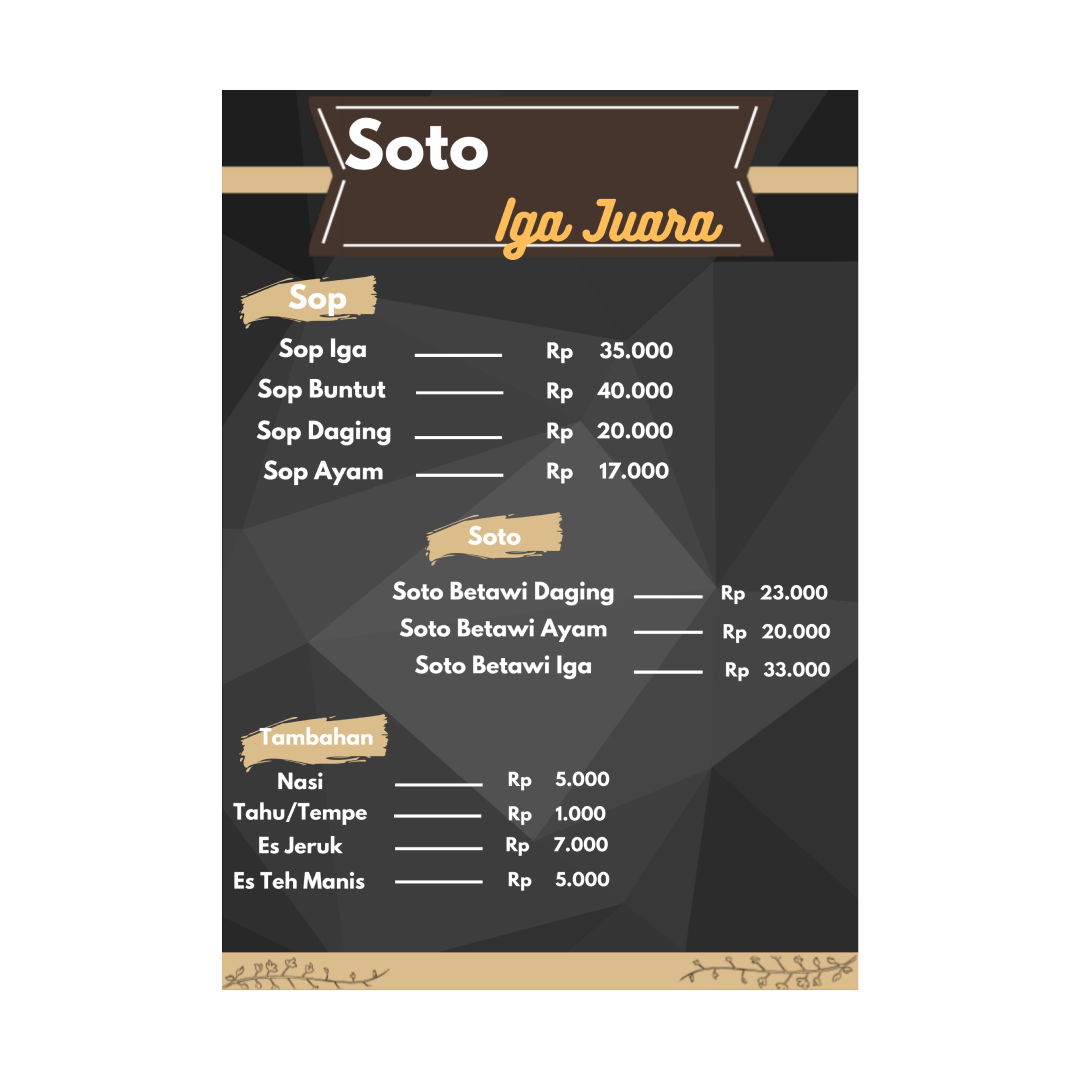 Soto
Iga Juara
Sop
Sop Iga Rp 35.000
Sop Buntut Rp 40.000
Sop Daging Rp 20.000
Sop Ayam Rp 17.000
Soto
Soto Betawi Daging Rp 23.000
Soto Betawi Ayam Rp 20.000
Soto Betawi Iga Rp 33.000
Tambahan
Nasi Rp 5.000
Tahu/Tempe Rp 1.000
Es Jeruk Rp 7.000
Es Teh Manis Rp 5.000